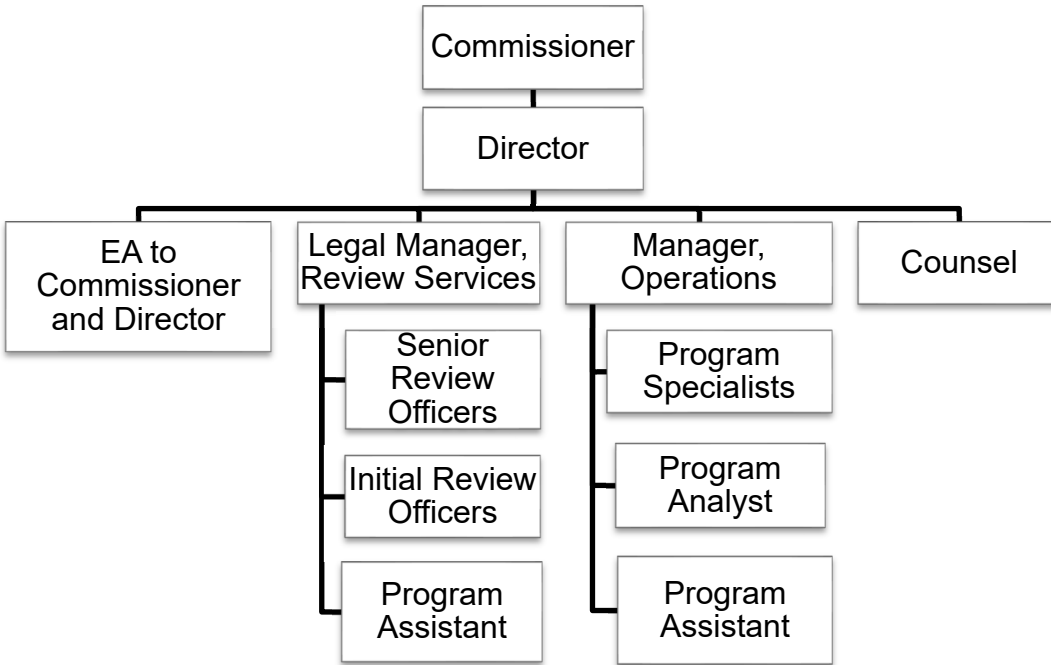 Commissioner
Director
EA to
Commissioner
and Director
Legal Manager,
Review Services
Manager,
Operations
Counsel
Senior
Review
Officers
Initial Review
Officers
Program
Assistant
Program
Specialists
Program
Analyst
Program
Assistant